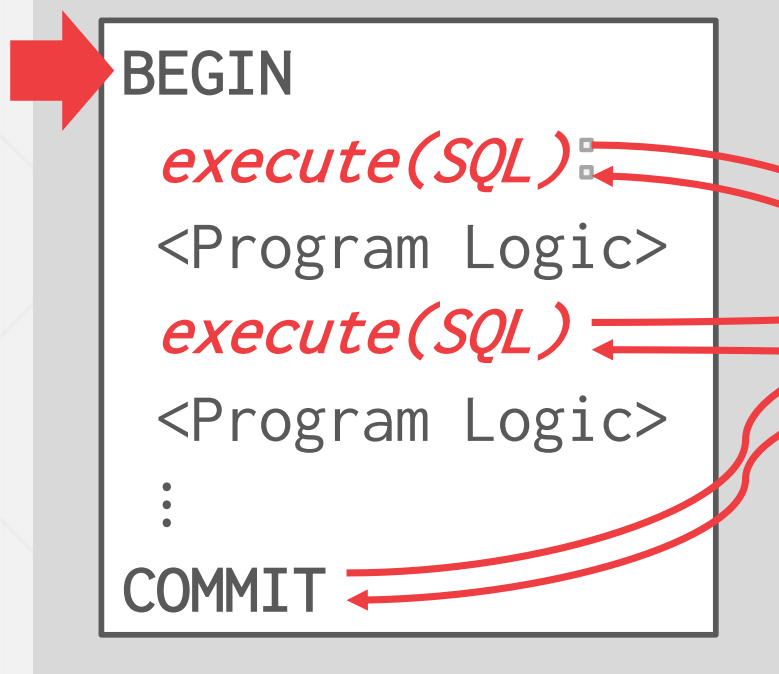 BEGIN
execute(SQL)
<Program Logic>
execute(SQL)
<Program Logic>
⋮
COMMIT